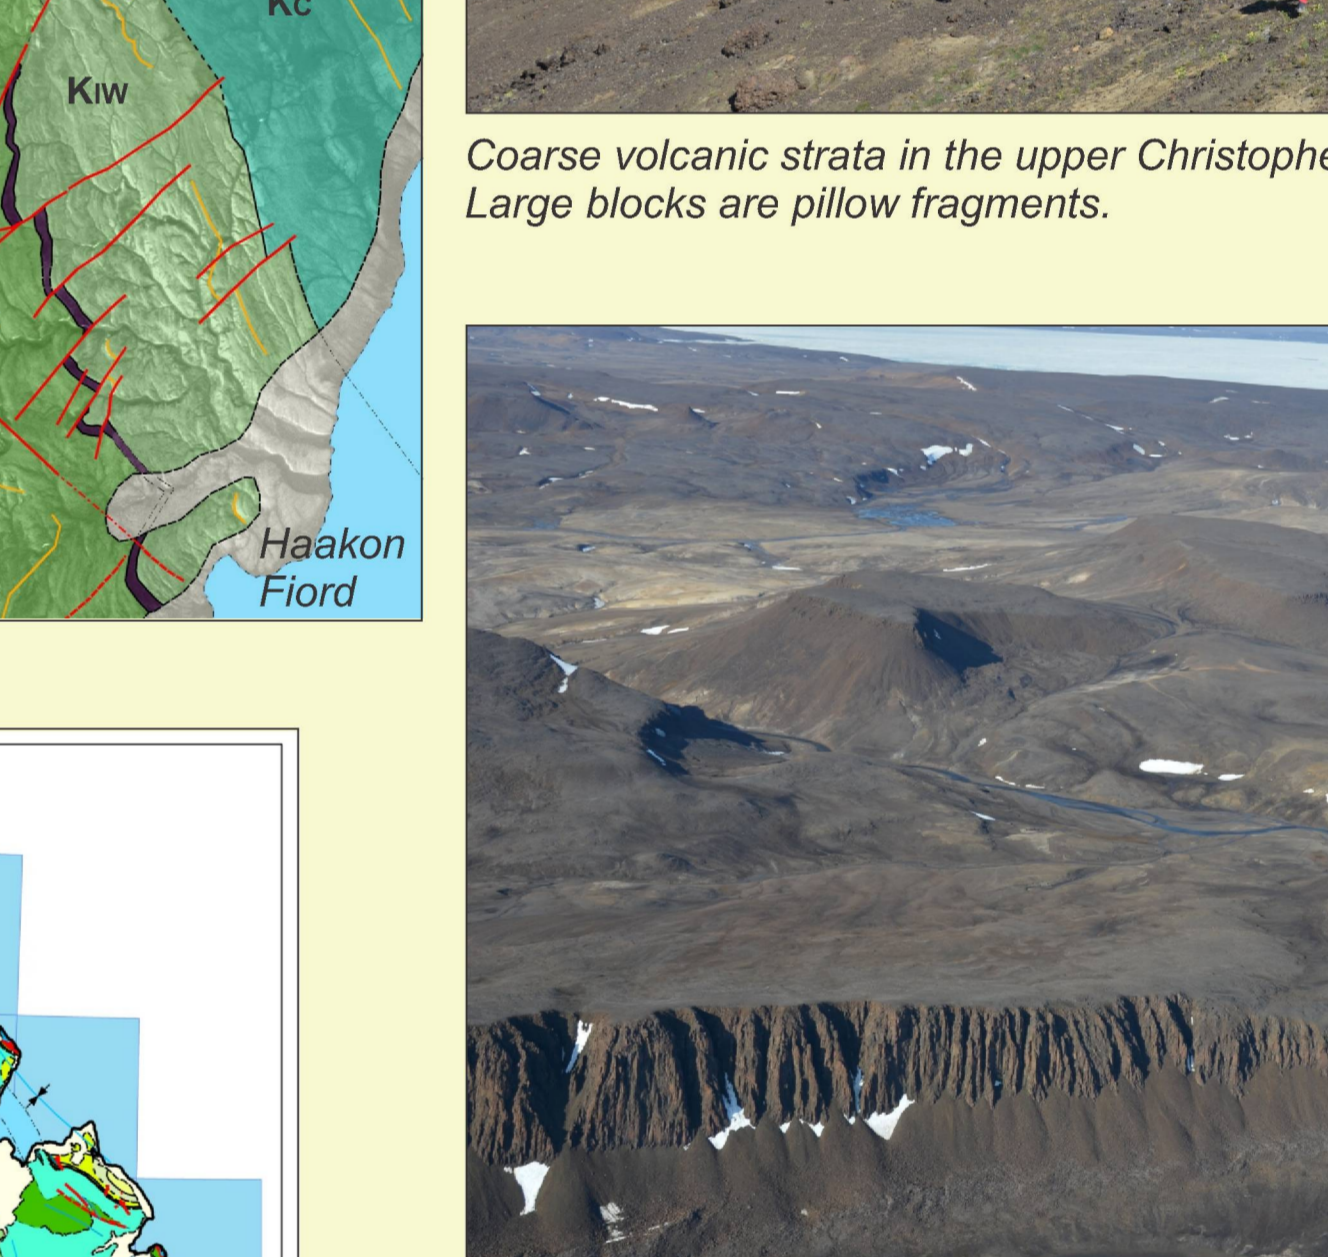 KC
KIW
Haakon
Fiord
Coarse volcanic strata in the upper Christophe
Large blocks are pillow fragments.